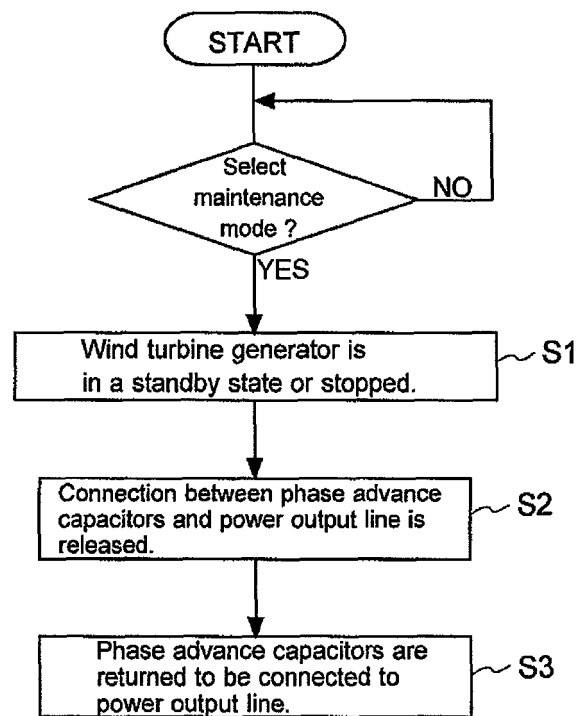 START
Select
maintenance
mode ?
NO
YES
Wind turbine generator is
in a standby state or stopped.
S1
Connection between phase advance
capacitors and power output line is
released.
S2
Phase advance capacitors are
returned to be connected to
power output line.
S3